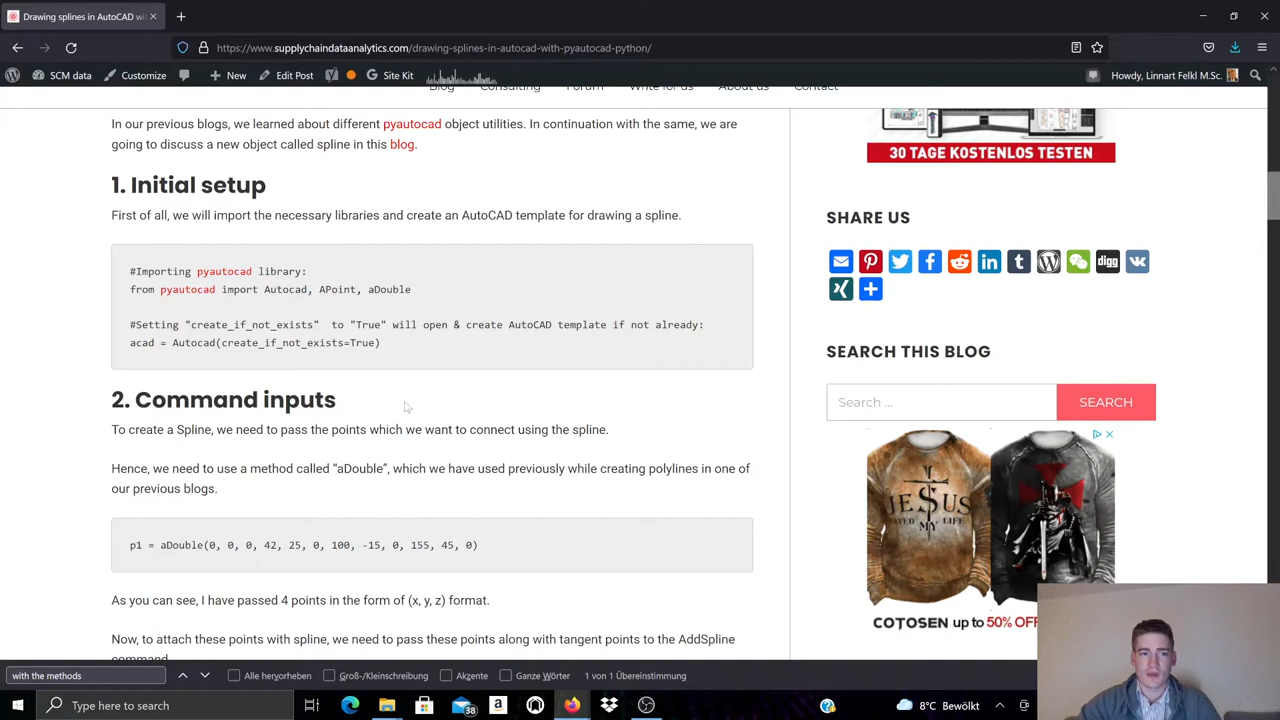 Drawing splines in AutoCAD wi
https://www.supplychaindataanalytics.com/drawing-splines-in-autocad-with-pyautocad-python/
SCM data
Customize
New
Edit Post
Site Kit
Howdy, Linnart Felkl M.Sc.
Blog
Consulting
Forum
Write for us
About us
Contact
In our previous blogs, we learned about different pyautocad object utilities. In continuation with the same, we are
going to discuss a new object called spline in this blog.
1. Initial setup
First of all, we will import the necessary libraries and create an AutoCAD template for drawing a spline.
#Importing pyautocad library:
from pyautocad import Autocad, APoint, aDouble
#Setting "create_if_not_exists"  to "True" will open & create AutoCAD template if not already:
acad = Autocad(create_if_not_exists=True)
2. Command inputs
To create a Spline, we need to pass the points which we want to connect using the spline.
Hence, we need to use a method called “aDouble”, which we have used previously while creating polylines in one of
our previous blogs.
p1 = aDouble(0, 0, 0, 42, 25, 0, 100, -15, 0, 155, 45, 0)
As you can see, I have passed 4 points in the form of (x, y, z) format.
Now, to attach these points with spline, we need to pass these points along with tangent points to the AddSpline
command.
30 TAGE KOSTENLOS TESTEN
SHARE US
digg
SEARCH THIS BLOG
Search …
SEARCH
JESUS
SAVED MY LIFE
COTOSEN up to 50% OFF
with the methods
Alle hervorheben
Groß-/Kleinschreibung
Akzente
Ganze Wörter
1 von 1 Übereinstimmung
Type here to search
38
8°C Bewölkt